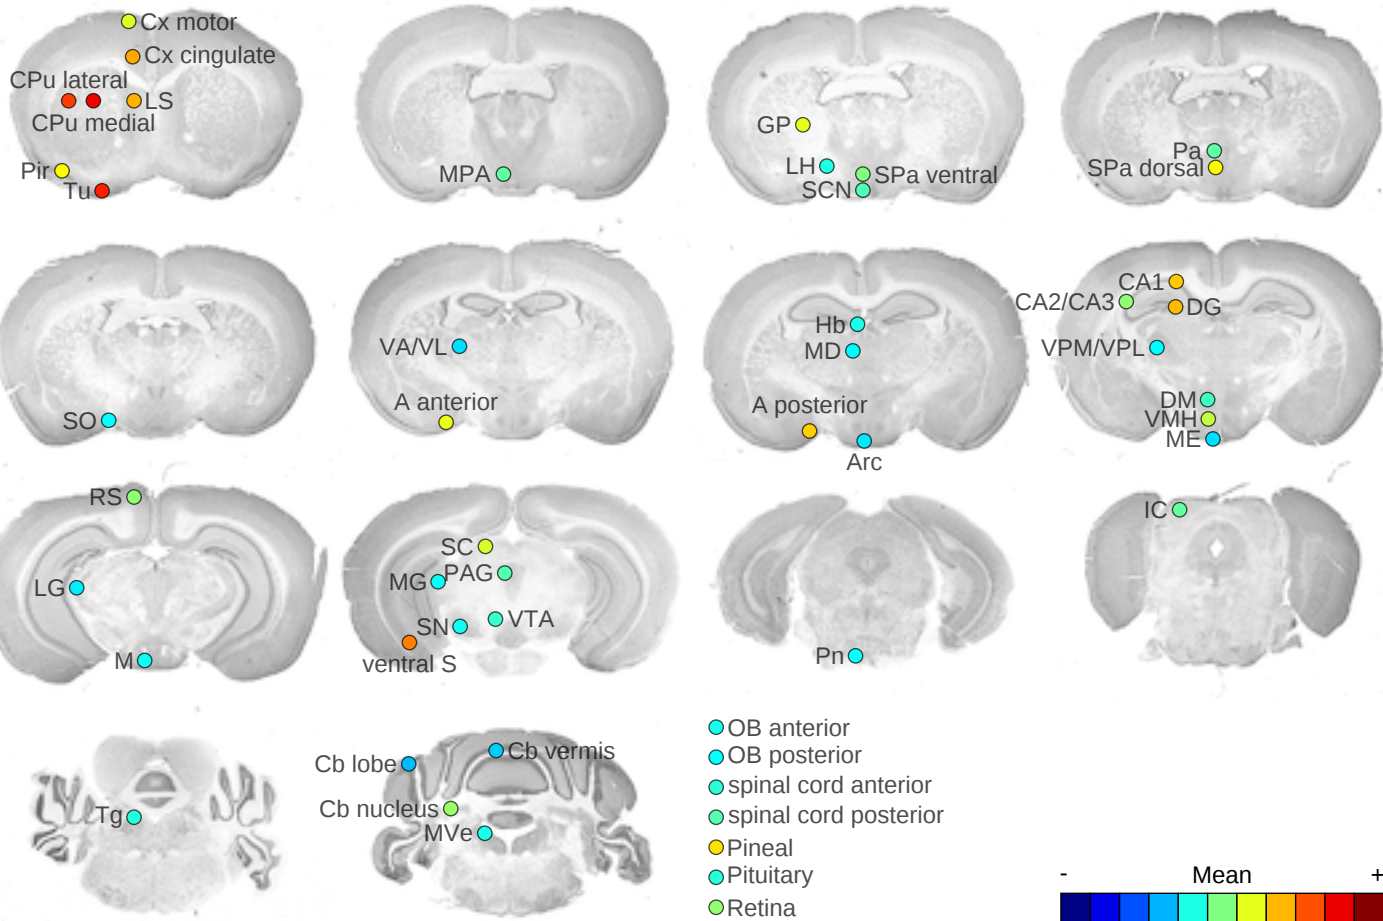 Cx motor
Cx cingulate
CPu lateral
LS
CPu medial
Pir
Tu
MPA
GP
LH
SPa ventral
SCN
Pa
SPa dorsal
SO
VA/VL
A anterior
Hb
MD
A posterior
Arc
CA1
CA2/CA3
DG
VPM/VPL
DM
VMH
ME
RS
LG
M
SC
PAG
MG
VTA
SN
ventral S
Pn
IC
Tg
Cb vermis
Cb lobe
Cb nucleus
MVe
OB anterior
OB posterior
spinal cord anterior
spinal cord posterior
Pineal
Pituitary
Retina
- Mean +